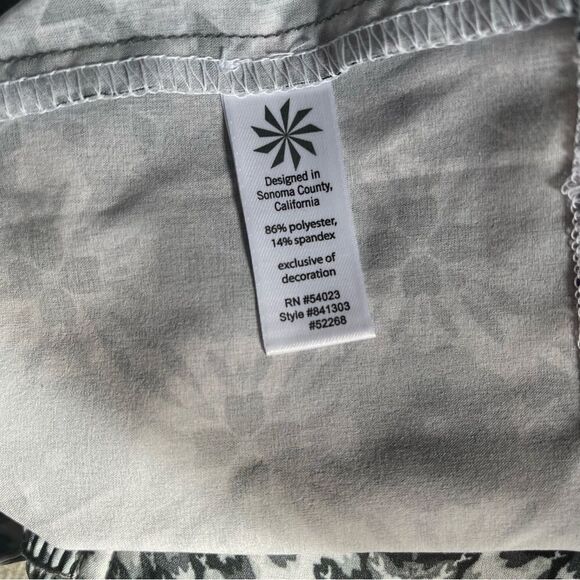 Designed in
Sonoma County,
California
86% polyester,
14% spandex
exclusive of
decoration
RN #54023
Style #841303
#52268